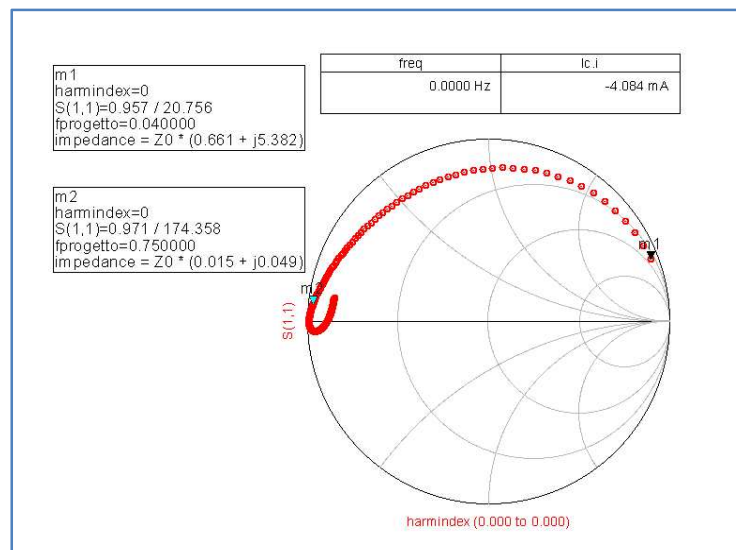 m1
harmindex=0
S(1,1)=0.957 / 20.756
fprogetto=0.040000
impedance = Z0 * (0.661 + j5.382)
freq Ic.i
0.0000 Hz -4.084 mA
m2
harmindex=0
S(1,1)=0.971 / 174.358
fprogetto=0.750000
impedance = Z0 * (0.015 + j0.049)
m1
S(1,1)
harmindex (0.000 to 0.000)